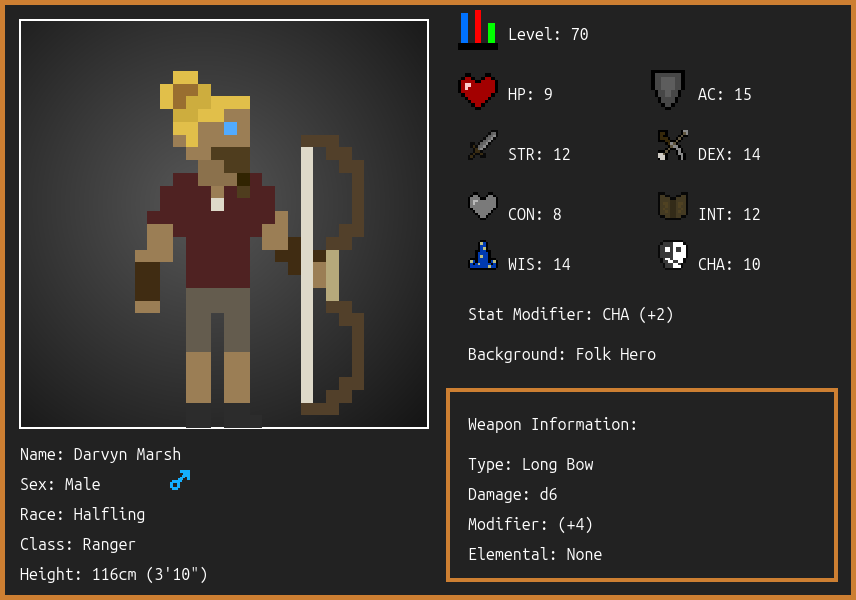 Level: 70
HP: 9
AC: 15
STR: 12
DEX: 14
CON: 8
INT: 12
WIS: 14
CHA: 10
Stat Modifier: CHA (+2)
Background: Folk Hero
Weapon Information:
Type: Long Bow
Damage: d6
Modifier: (+4)
Elemental: None
Name: Darvyn Marsh
Sex: Male
Race: Halfling
Class: Ranger
Height: 116cm (3'10")